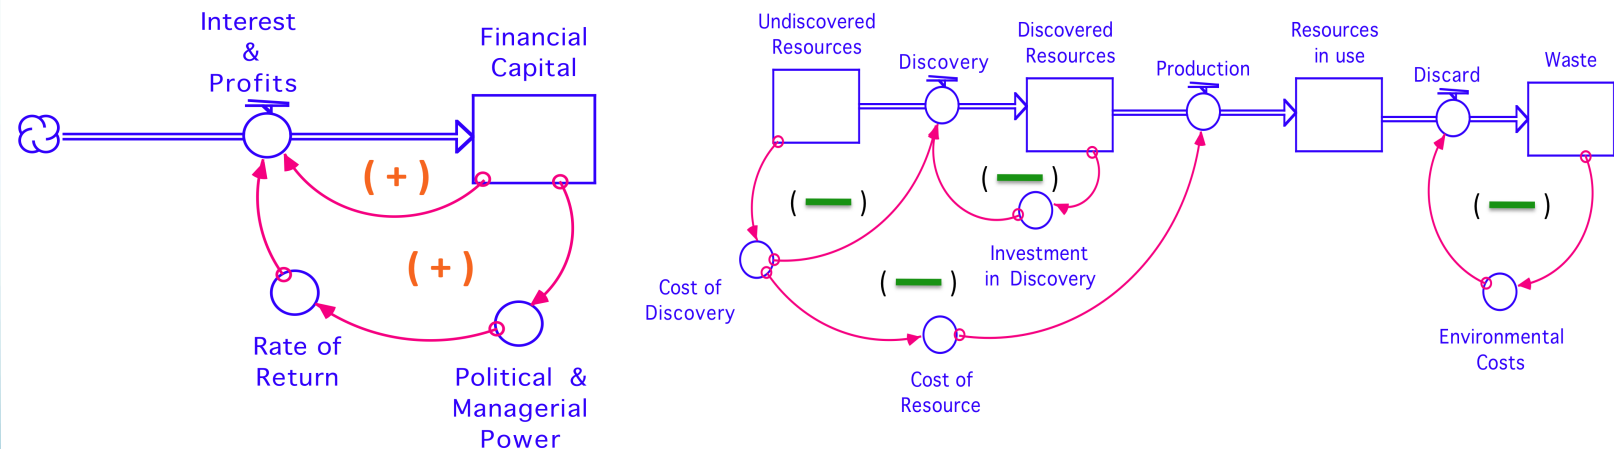 Interest
&
Profits
Financial
Capital
( + )
( + )
Rate of
Return
Political &
Managerial
Power
Undiscovered
Resources
Discovery
Discovered
Resources
Production
Resources
in use
Discard
Waste
( — )
( — )
( — )
( — )
Cost of
Discovery
Investment
in Discovery
Cost of
Resource
Environmental
Costs